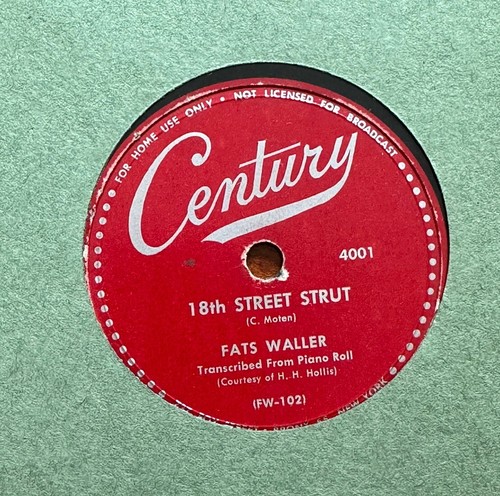 FOR HOME USE ONLY • NOT LICENSED FOR BROADCAST
Century
4001
18th STREET STRUT
(C. Moten)
FATS WALLER
Transcribed From Piano Roll
(Courtesy of H. H. Hollis)
(FW-102)
NEW YORK